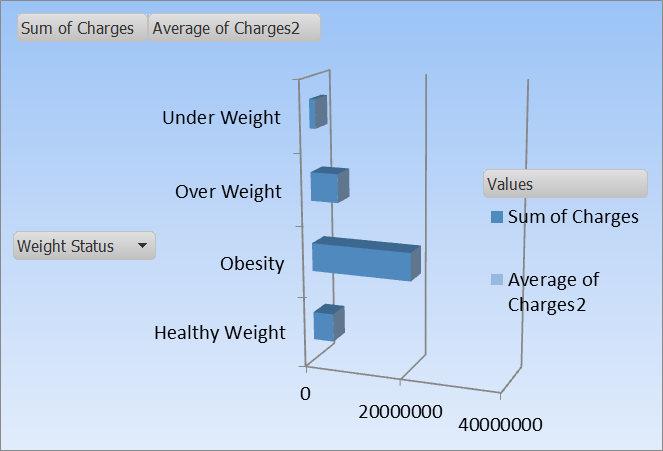 Sum of Charges
Average of Charges2
Under Weight
Over Weight
Values
Sum of Charges
Weight Status
Obesity
Average of
Charges2
Healthy Weight
0
20000000
40000000